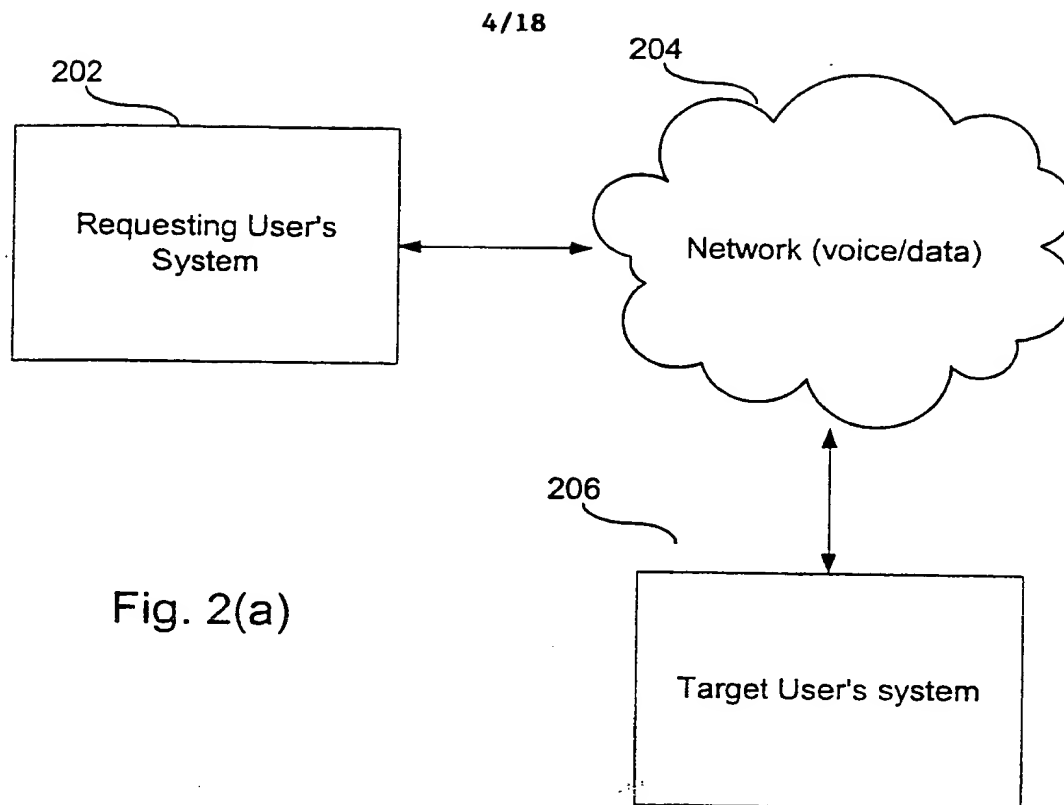 4/18
202
204
Requesting User's
System
Network (voice/data)
206
Fig. 2(a)
Target User's system